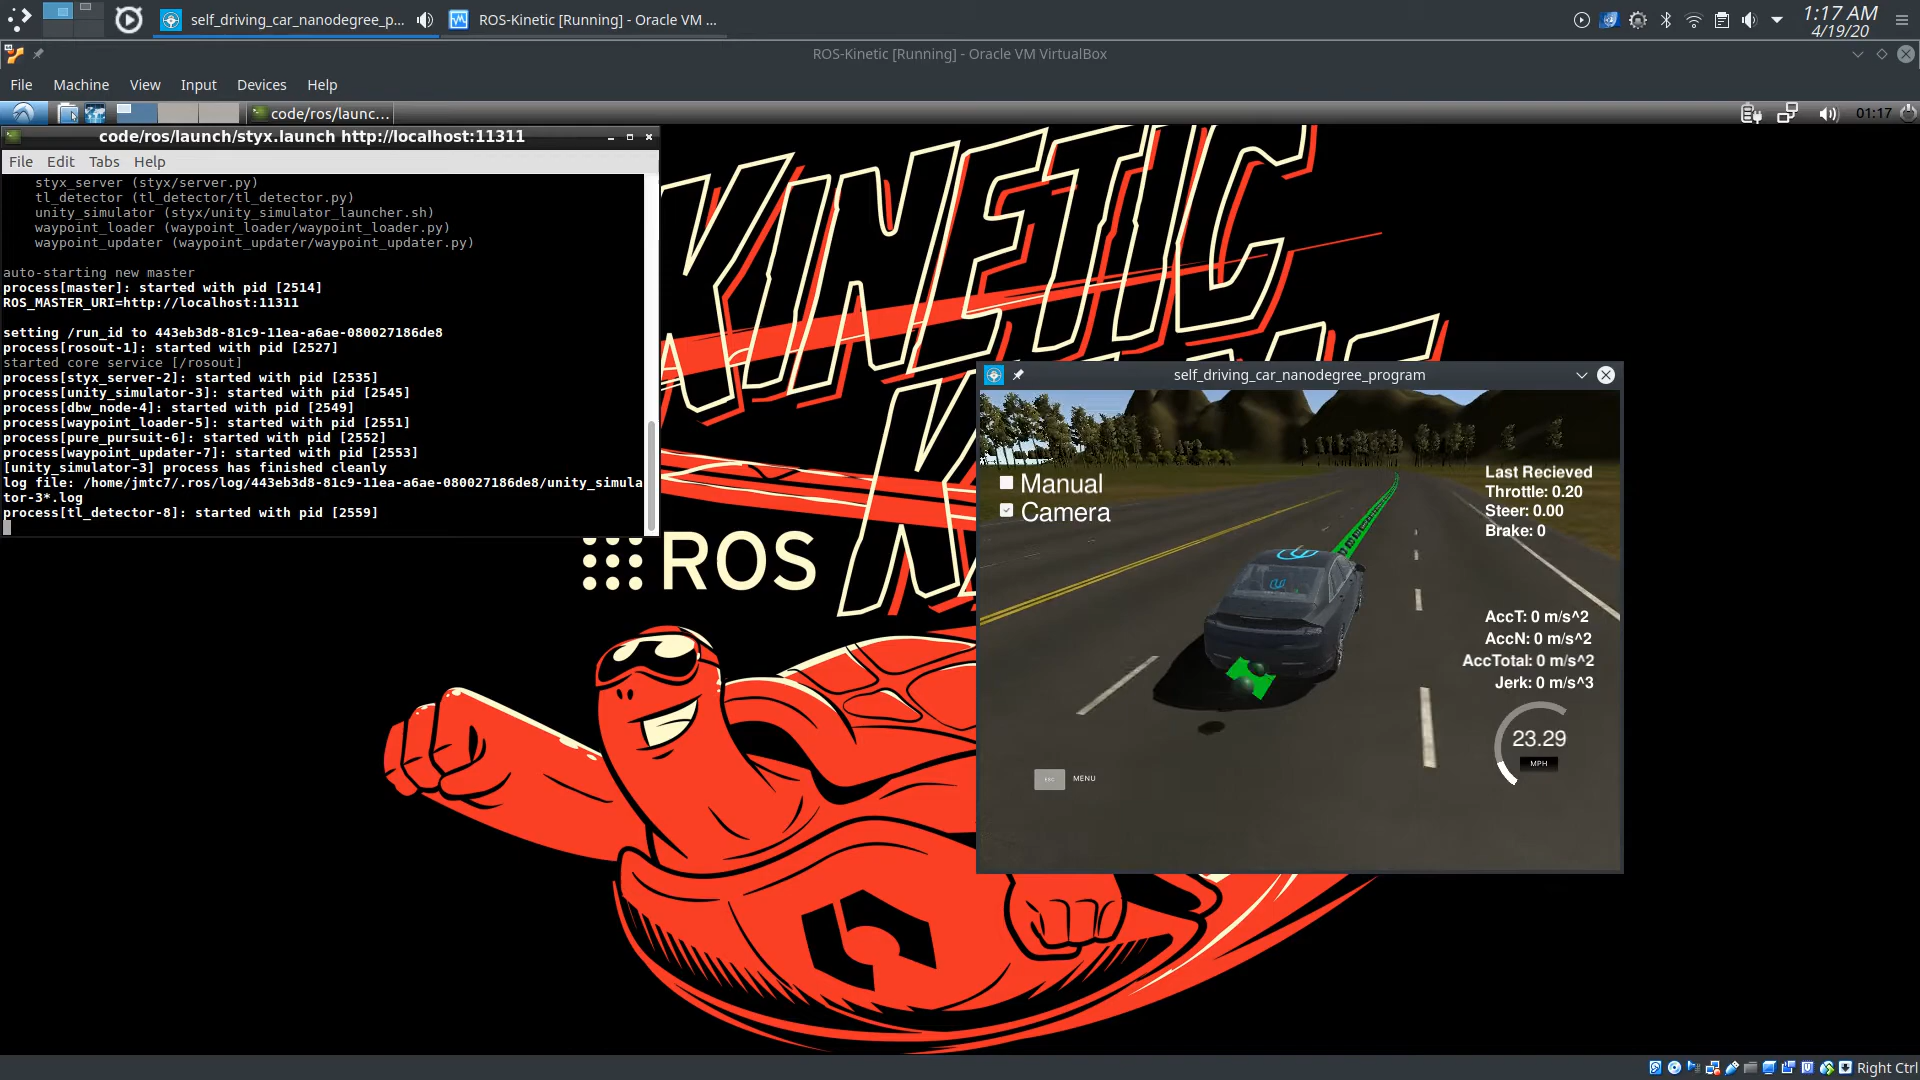 self_driving_car_nanodegree_p...
ROS-Kinetic [Running] - Oracle VM ...
1:17 AM
4/19/20
ROS-Kinetic [Running] - Oracle VM VirtualBox
File Machine View Input Devices Help
code/ros/launc...
01:17
code/ros/launch/styx.launch http://localhost:11311
File Edit Tabs Help
styx_server (styx/server.py)
tl_detector (tl_detector/tl_detector.py)
unity_simulator (styx/unity_simulator_launcher.sh)
waypoint_loader (waypoint_loader/waypoint_loader.py)
waypoint_updater (waypoint_updater/waypoint_updater.py)
auto-starting new master
process[master]: started with pid [2514]
ROS_MASTER_URI=http://localhost:11311
setting /run_id to 443eb3d8-81c9-11ea-a6ae-080027186de8
process[rosout-1]: started with pid [2527]
started core service [/rosout]
process[styx_server-2]: started with pid [2535]
process[unity_simulator-3]: started with pid [2545]
process[dbw_node-4]: started with pid [2549]
process[waypoint_loader-5]: started with pid [2551]
process[pure_pursuit-6]: started with pid [2552]
process[waypoint_updater-7]: started with pid [2553]
[unity_simulator-3] process has finished cleanly
log file: /home/jmtc7/.ros/log/443eb3d8-81c9-11ea-a6ae-080027186de8/unity_simula
tor-3*.log
process[tl_detector-8]: started with pid [2559]
KINETIC
ROS
self_driving_car_nanodegree_program
Manual
Camera
Last Recieved
Throttle: 0.20
Steer: 0.00
Brake: 0
AccT: 0 m/s^2
AccN: 0 m/s^2
AccTotal: 0 m/s^2
Jerk: 0 m/s^3
23.29
MPH
ESC MENU
Right Ctrl